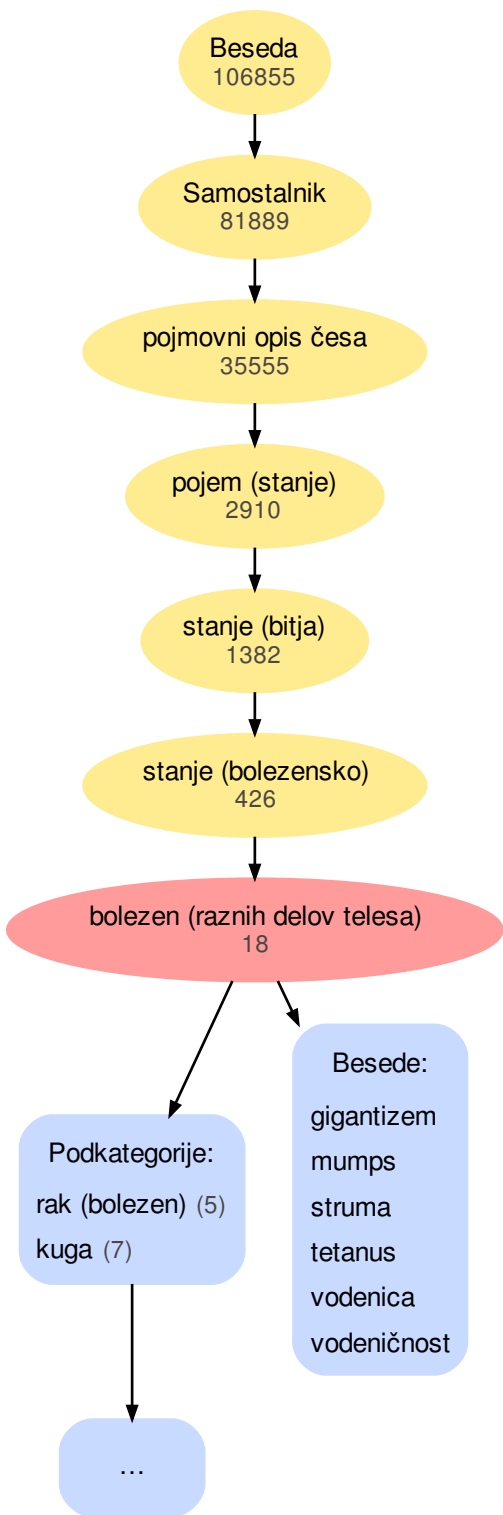 Beseda
106855
Samostalnik
81889
pojmovni opis česa
35555
pojem (stanje)
2910
stanje (bitja)
1382
stanje (bolezensko)
426
bolezen (raznih delov telesa)
18
Podkategorije:
rak (bolezen) (5)
kuga (7)
...
Besede:
gigantizem
mumps
struma
tetanus
vodenica
vodeničnost